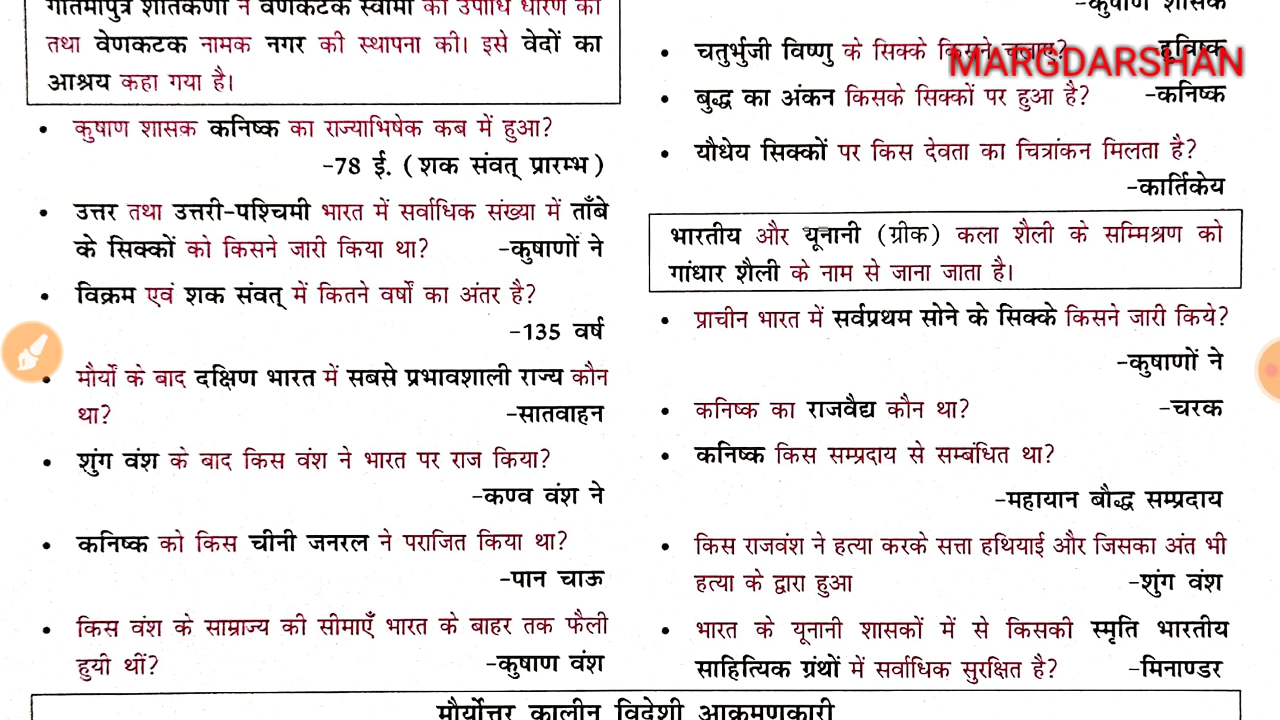 गौतमीपुत्र शातकर्णी ने वेणकटक स्वामी की उपाधि धारण की
तथा वेणकटक नामक नगर की स्थापना की। इसे वेदों का
आश्रय कहा गया है।
• कुषाण शासक कनिष्क का राज्याभिषेक कब में हुआ?
-78 ई. (शक संवत् प्रारम्भ)
• उत्तर तथा उत्तरी-पश्चिमी भारत में सर्वाधिक संख्या में ताँबे
के सिक्कों को किसने जारी किया था? -कुषाणों ने
• विक्रम एवं शक संवत् में कितने वर्षों का अंतर है?
-135 वर्ष
• मौर्यों के बाद दक्षिण भारत में सबसे प्रभावशाली राज्य कौन
था? -सातवाहन
• शुंग वंश के बाद किस वंश ने भारत पर राज किया?
-कण्व वंश ने
• कनिष्क को किस चीनी जनरल ने पराजित किया था?
-पान चाऊ
• किस वंश के साम्राज्य की सीमाएँ भारत के बाहर तक फैली
हुयी थीं? -कुषाण वंश
-कुषाण शासक
• चतुर्भुजी विष्णु के सिक्के किसने चलाए? -हुविष्क
MARGDARSHAN
• बुद्ध का अंकन किसके सिक्कों पर हुआ है? -कनिष्क
• यौधेय सिक्कों पर किस देवता का चित्रांकन मिलता है?
-कार्तिकेय
भारतीय और यूनानी (ग्रीक) कला शैली के सम्मिश्रण को
गांधार शैली के नाम से जाना जाता है।
• प्राचीन भारत में सर्वप्रथम सोने के सिक्के किसने जारी किये?
-कुषाणों ने
• कनिष्क का राजवैद्य कौन था? -चरक
• कनिष्क किस सम्प्रदाय से सम्बंधित था?
-महायान बौद्ध सम्प्रदाय
• किस राजवंश ने हत्या करके सत्ता हथियाई और जिसका अंत भी
हत्या के द्वारा हुआ -शुंग वंश
• भारत के यूनानी शासकों में से किसकी स्मृति भारतीय
साहित्यिक ग्रंथों में सर्वाधिक सुरक्षित है? -मिनाण्डर
मौर्योत्तर कालीन विदेशी आक्रमणकारी